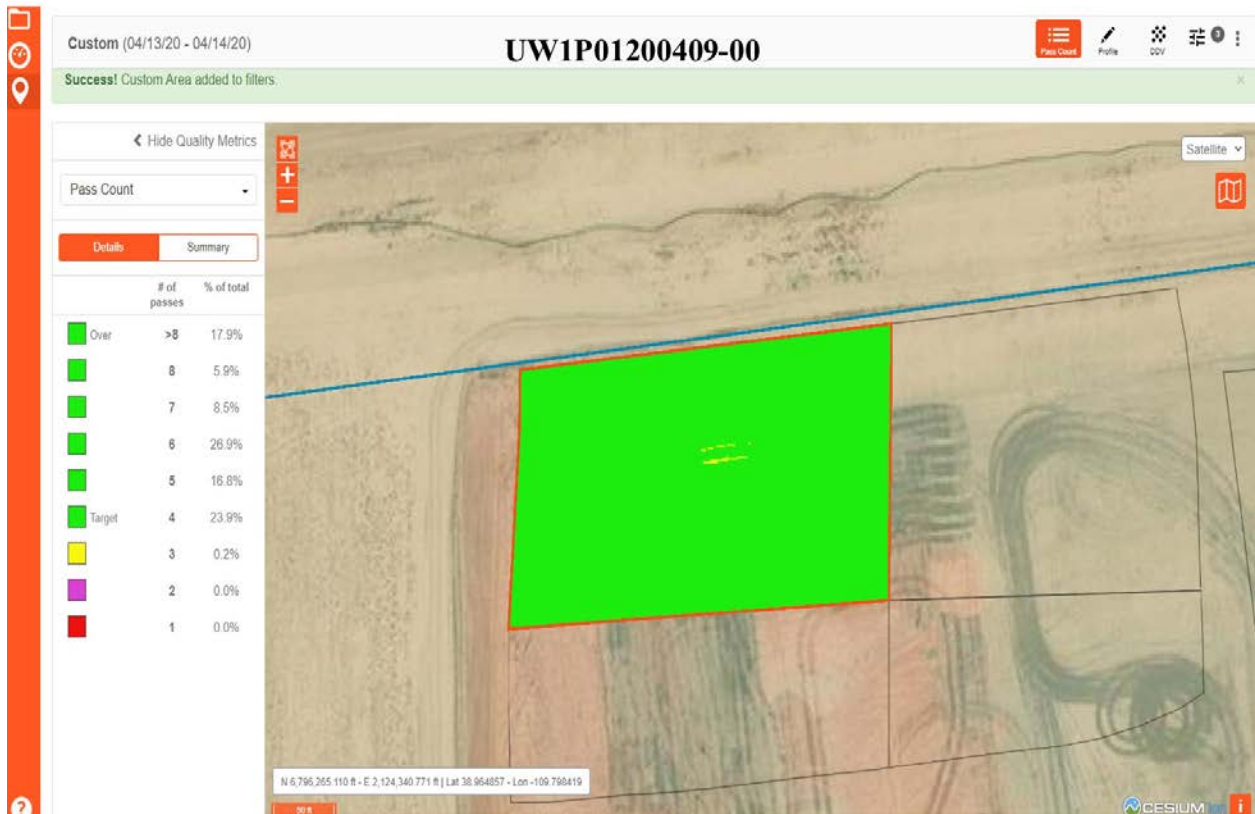 Custom (04/13/20 - 04/14/20)
UW1P01200409-00
Pass Count
Profile
CCV
3
Success! Custom Area added to filters.
×
Hide Quality Metrics
Satellite
Pass Count
Details Summary
# of passes % of total
Over >8 17.9%
8 5.9%
7 8.5%
6 26.9%
5 16.8%
Target 4 23.9%
3 0.2%
2 0.0%
1 0.0%
N 6,796,265.110 ft - E 2,124,340.771 ft | Lat 38.964857 - Lon -109.798419
50 ft
CESIUM ion
i
?